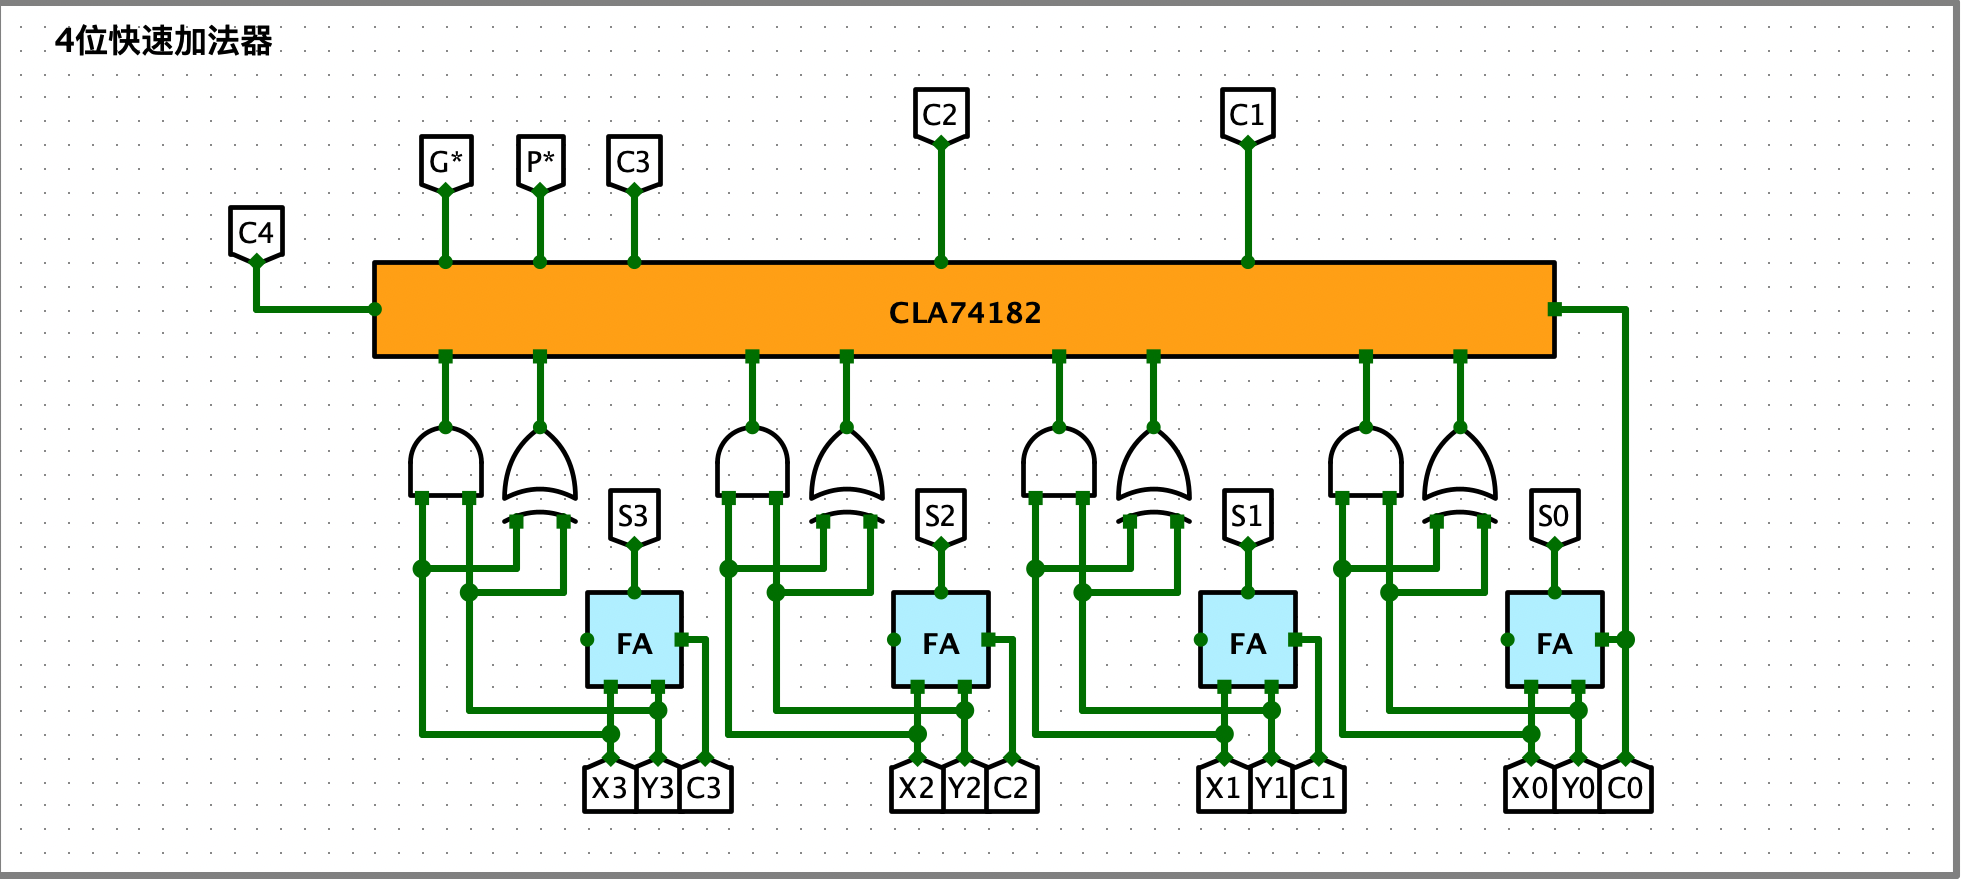 4位快速加法器
C2 C1
G* P* C3
C4
CLA74182
S3 S2 S1 S0
FA FA FA FA
X3 Y3 C3 X2 Y2 C2 X1 Y1 C1 X0 Y0 C0